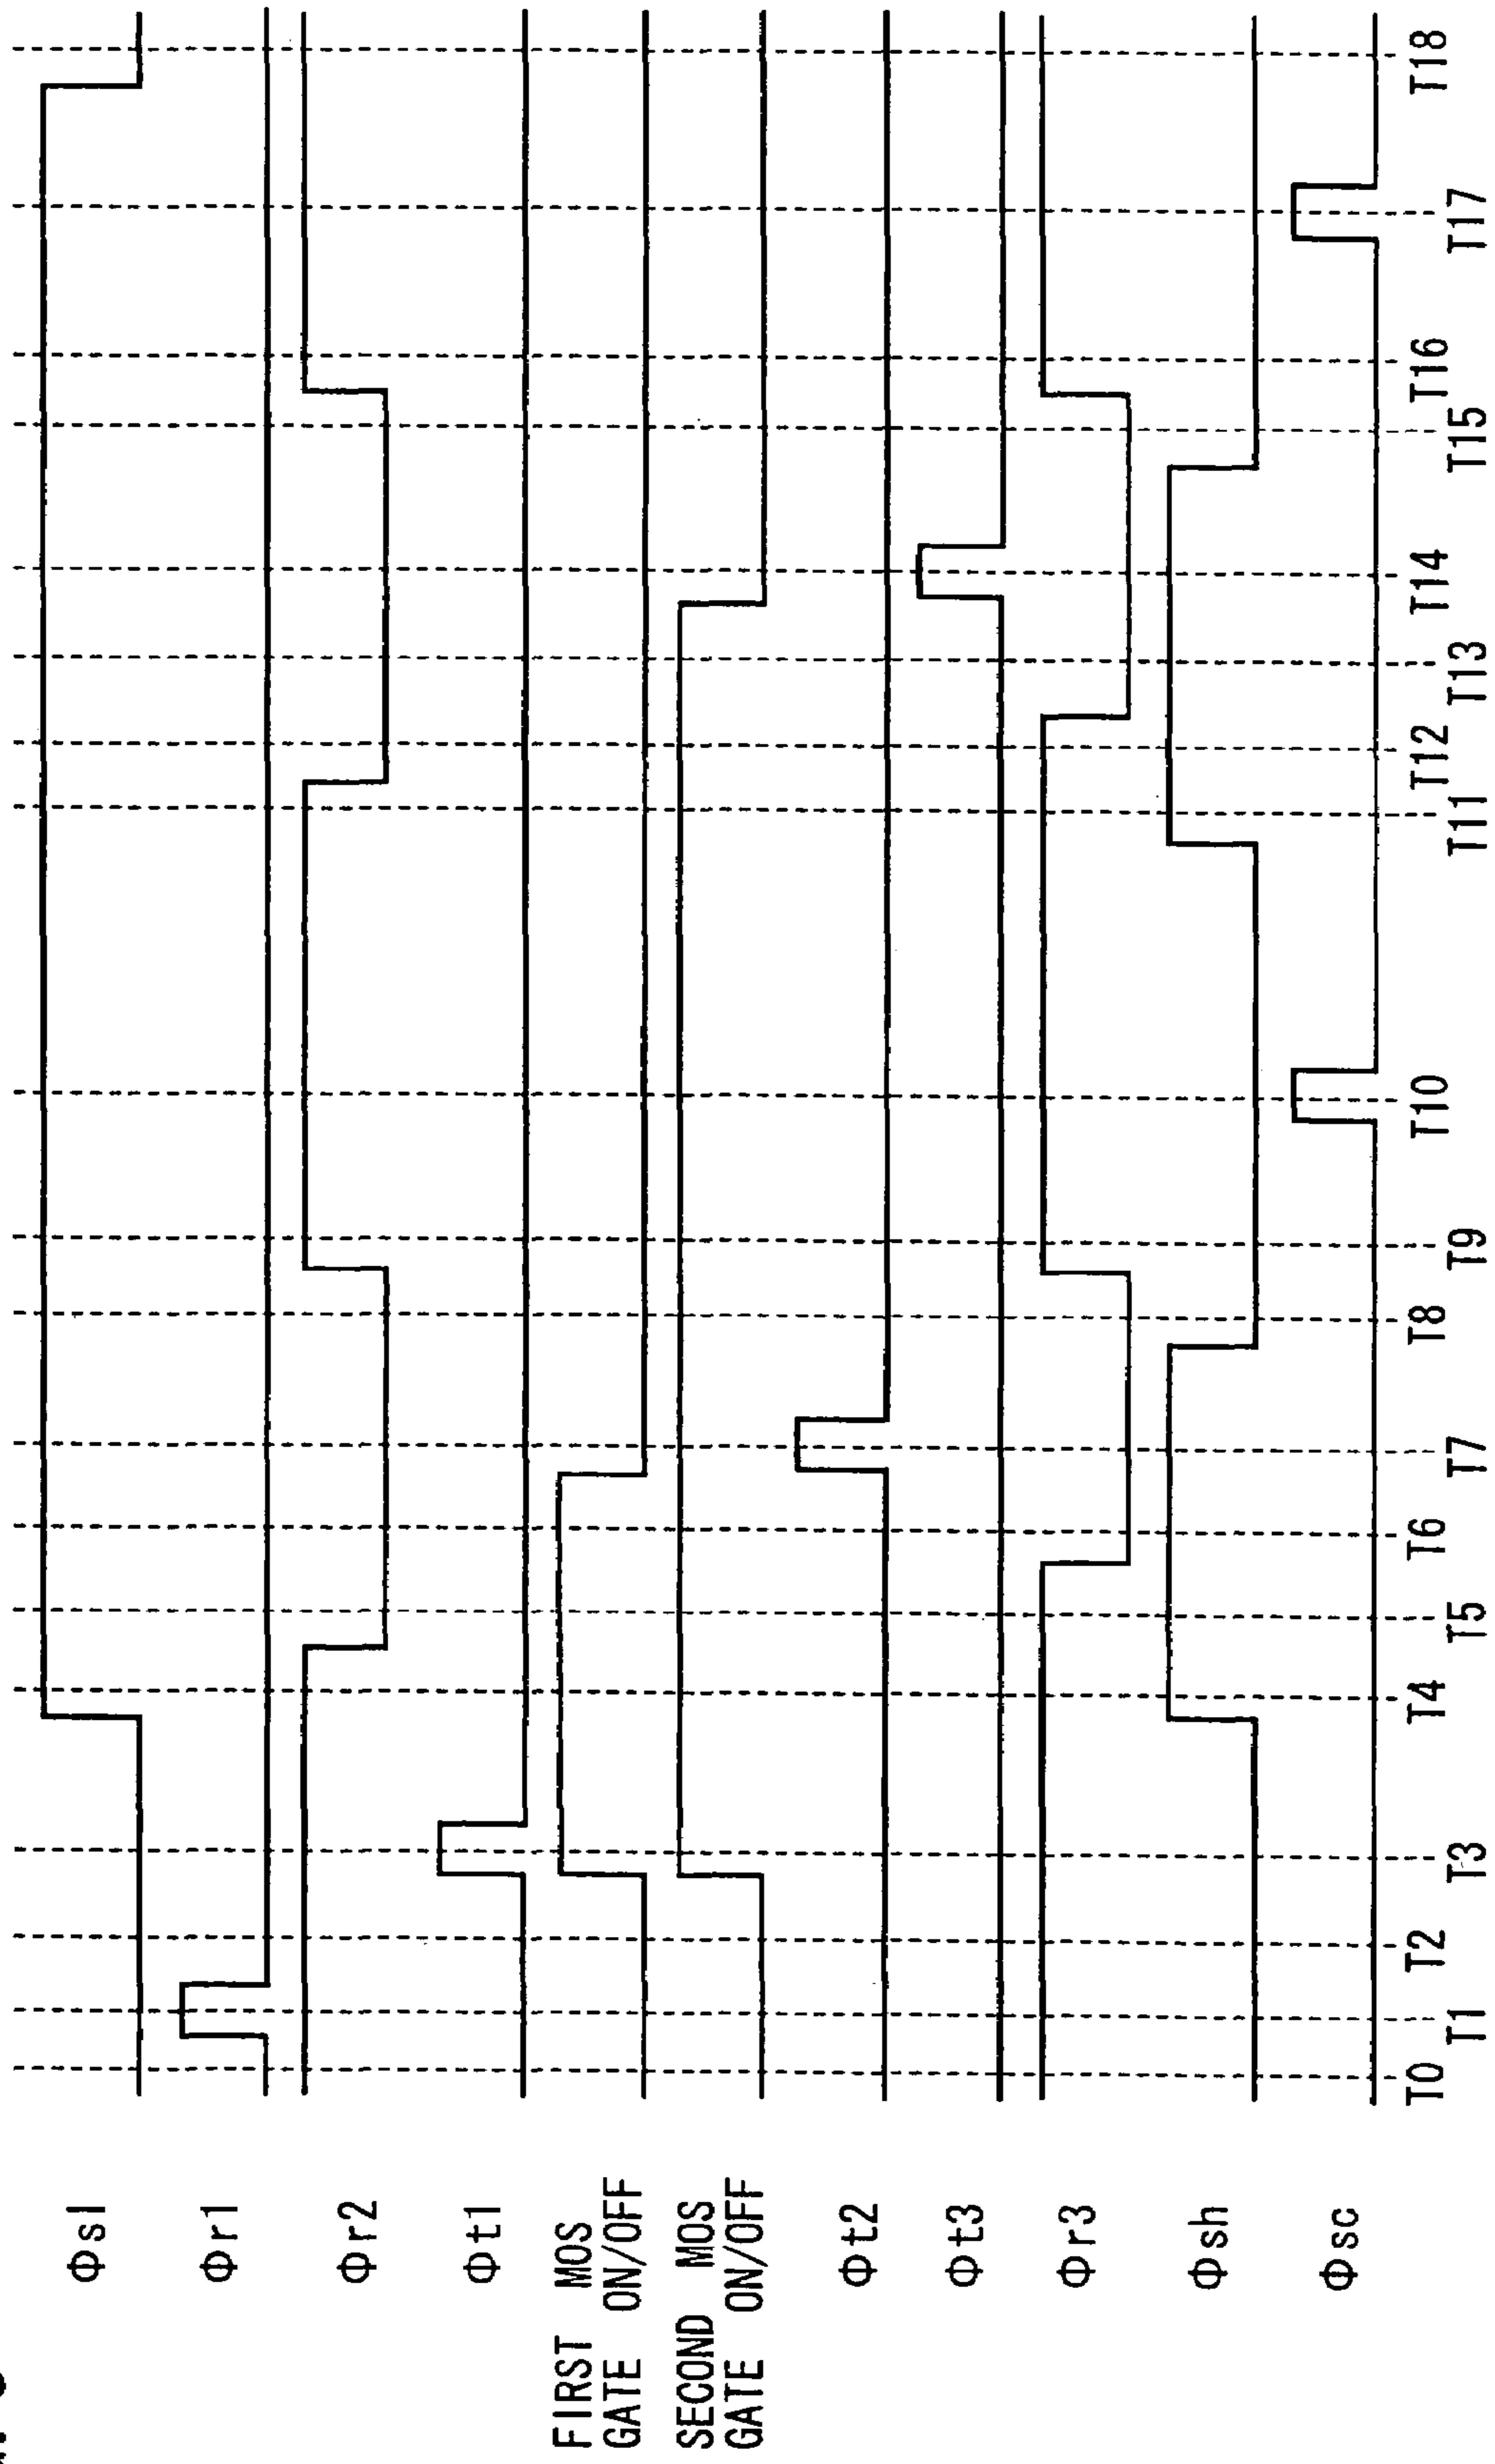 Φsl
Φr1
Φr2
Φt1
FIRST MOS
GATE ON/OFF
SECOND MOS
GATE ON/OFF
Φt2
Φt3
Φr3
Φsh
Φsc
T0 T1 T2 T3 T4 T5 T6 T7 T8 T9 T10 T11 T12 T13 T14 T15 T16 T17 T18